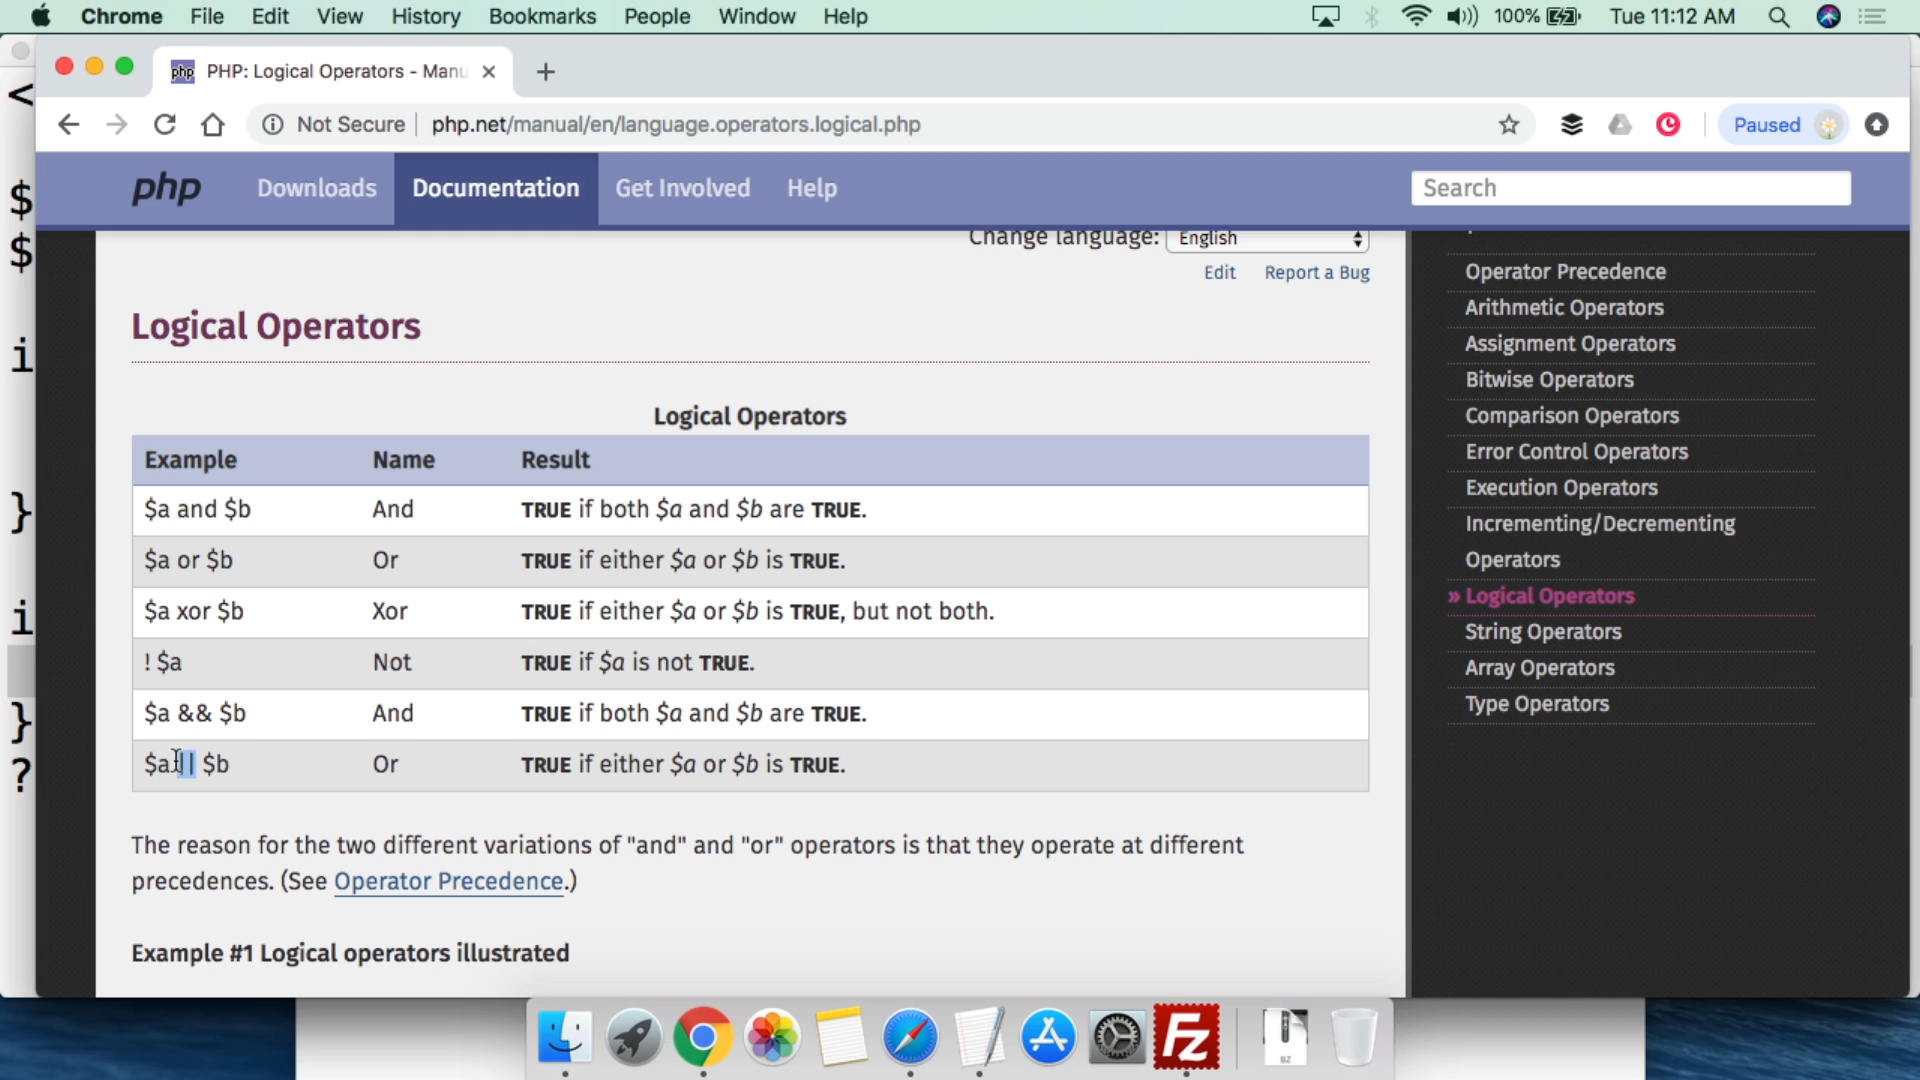 Chrome File Edit View History Bookmarks People Window Help 100% Tue 11:12 AM
php PHP: Logical Operators - Manu
Not Secure php.net/manual/en/language.operators.logical.php Paused
<
php Downloads Documentation Get Involved Help Search
$
$
i
}
i
}
?
Change language: English
Edit Report a Bug
Logical Operators
Logical Operators
Example Name Result
$a and $b And TRUE if both $a and $b are TRUE.
$a or $b Or TRUE if either $a or $b is TRUE.
$a xor $b Xor TRUE if either $a or $b is TRUE, but not both.
! $a Not TRUE if $a is not TRUE.
$a && $b And TRUE if both $a and $b are TRUE.
$a || $b Or TRUE if either $a or $b is TRUE.
The reason for the two different variations of "and" and "or" operators is that they operate at different
precedences. (See Operator Precedence.)
Example #1 Logical operators illustrated
Operator Precedence
Arithmetic Operators
Assignment Operators
Bitwise Operators
Comparison Operators
Error Control Operators
Execution Operators
Incrementing/Decrementing
Operators
» Logical Operators
String Operators
Array Operators
Type Operators
FZ
BZ